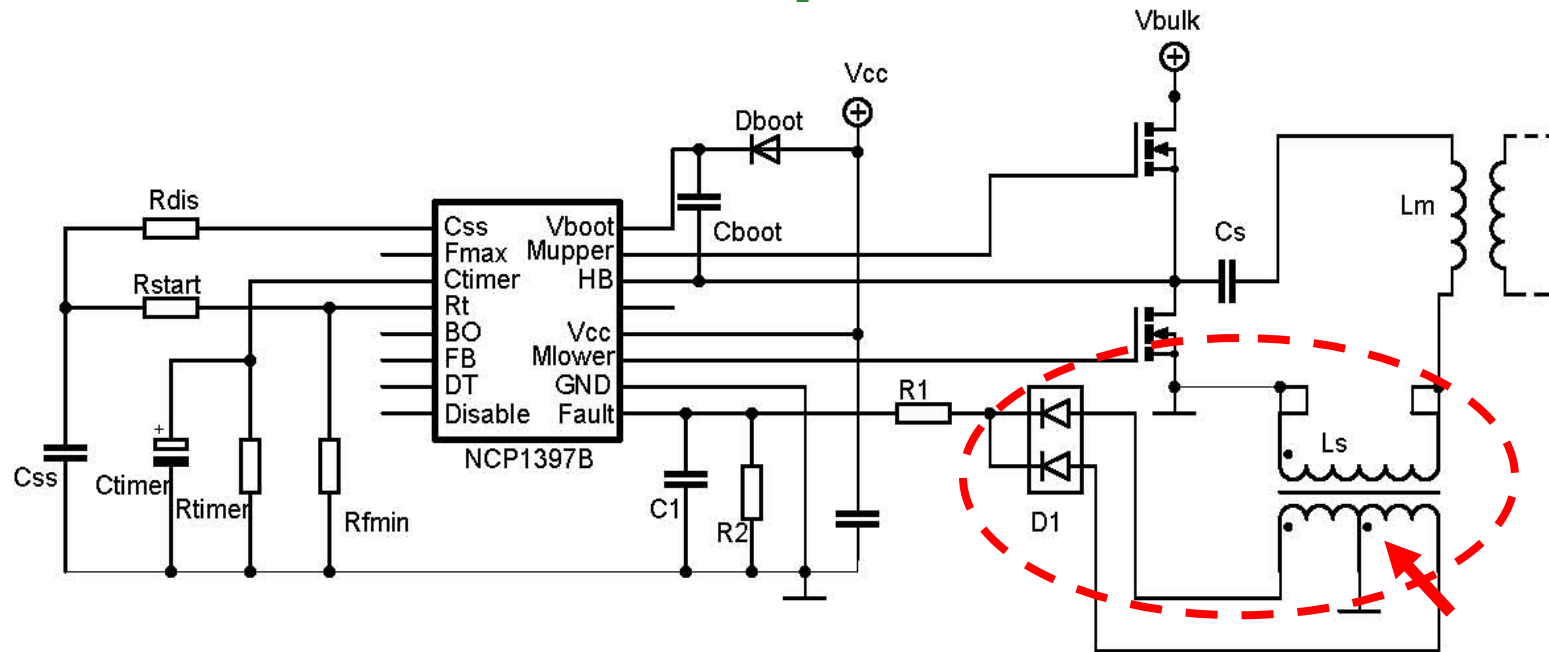 Vbulk
Vcc
Dboot
Rdis
Css Vboot
Cboot
Fmax Mupper
Ctimer HB
Cs
Lm
Rstart
Rt
BO Vcc
FB Mlower
DT GND
Disable Fault
R1
NCP1397B
Ls
+
Css
Ctimer
Rtimer
Rfmin
C1
R2
D1